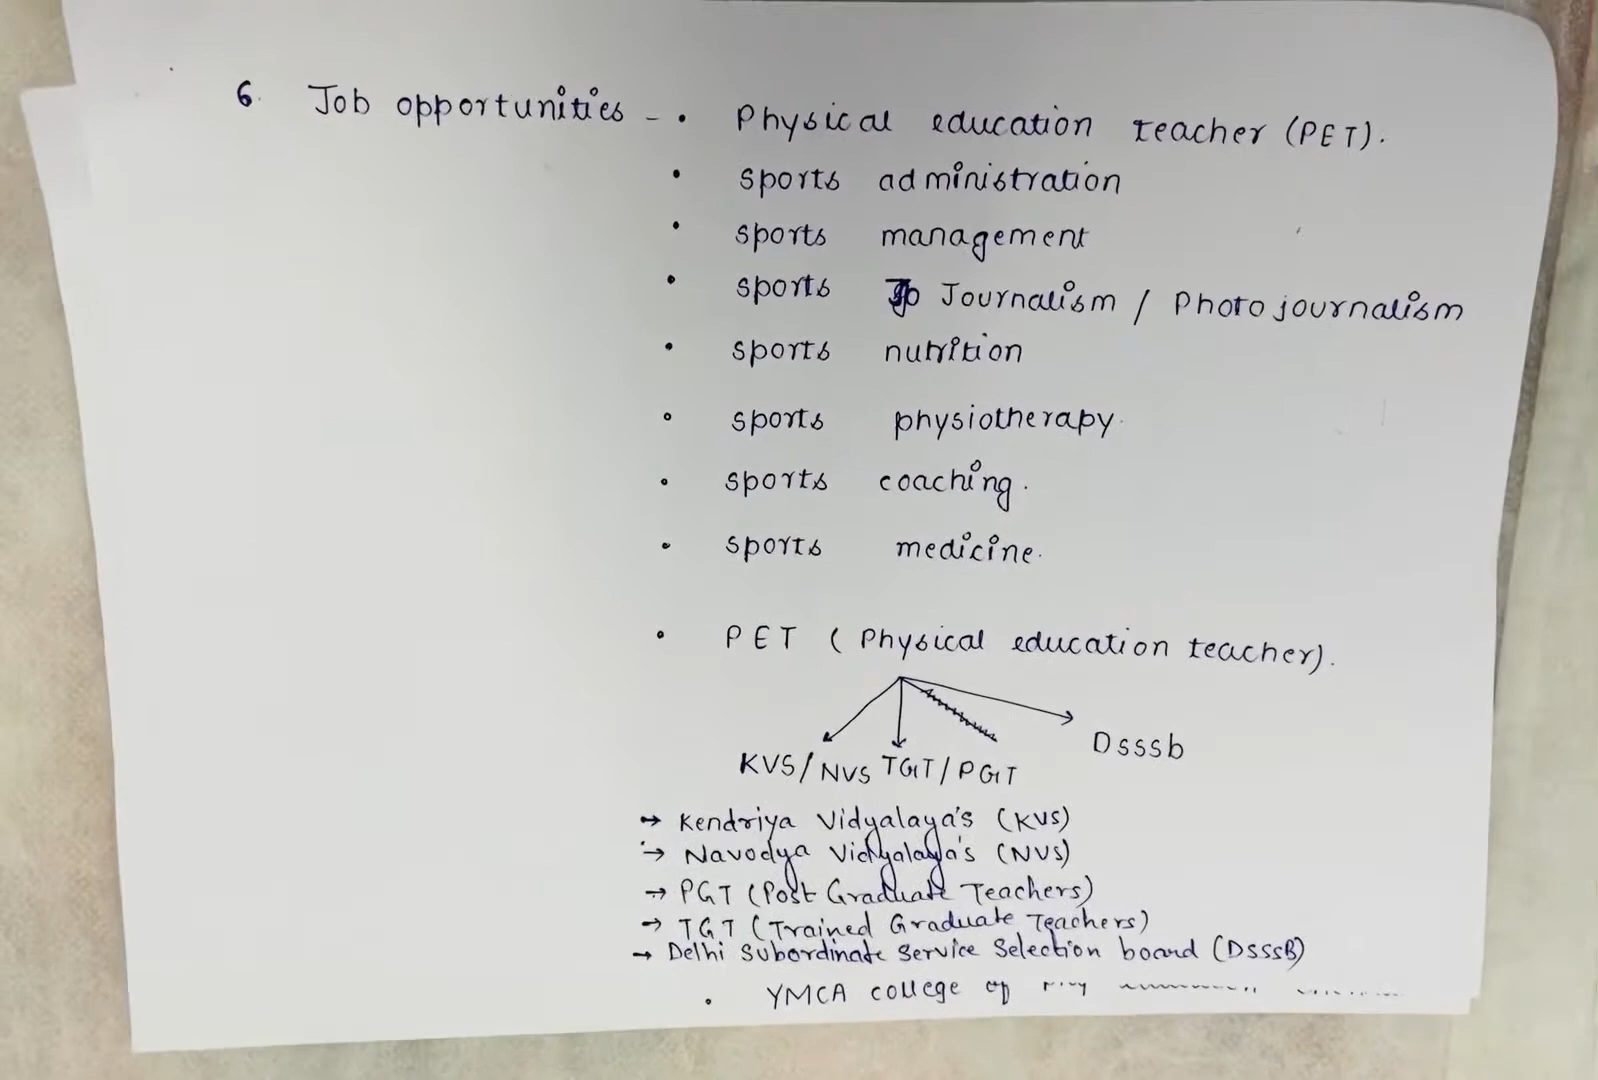 6. Job opportunities - • Physical education teacher (PET).
• sports administration
• sports management
• sports Journalism / Photo journalism
• sports nutrition
• sports physiotherapy.
• sports coaching.
• sports medicine.
• PET ( Physical education teacher).
Dsssb
KVS/NVS TGT/PGT
→ Kendriya Vidyalaya's (KVS)
→ Navodya Vidyalaya's (NVS)
→ PGT (Post Graduate Teachers)
→ TGT (Trained Graduate Teachers)
→ Delhi Subordinate Service Selection board (DSSSB)
• YMCA college of